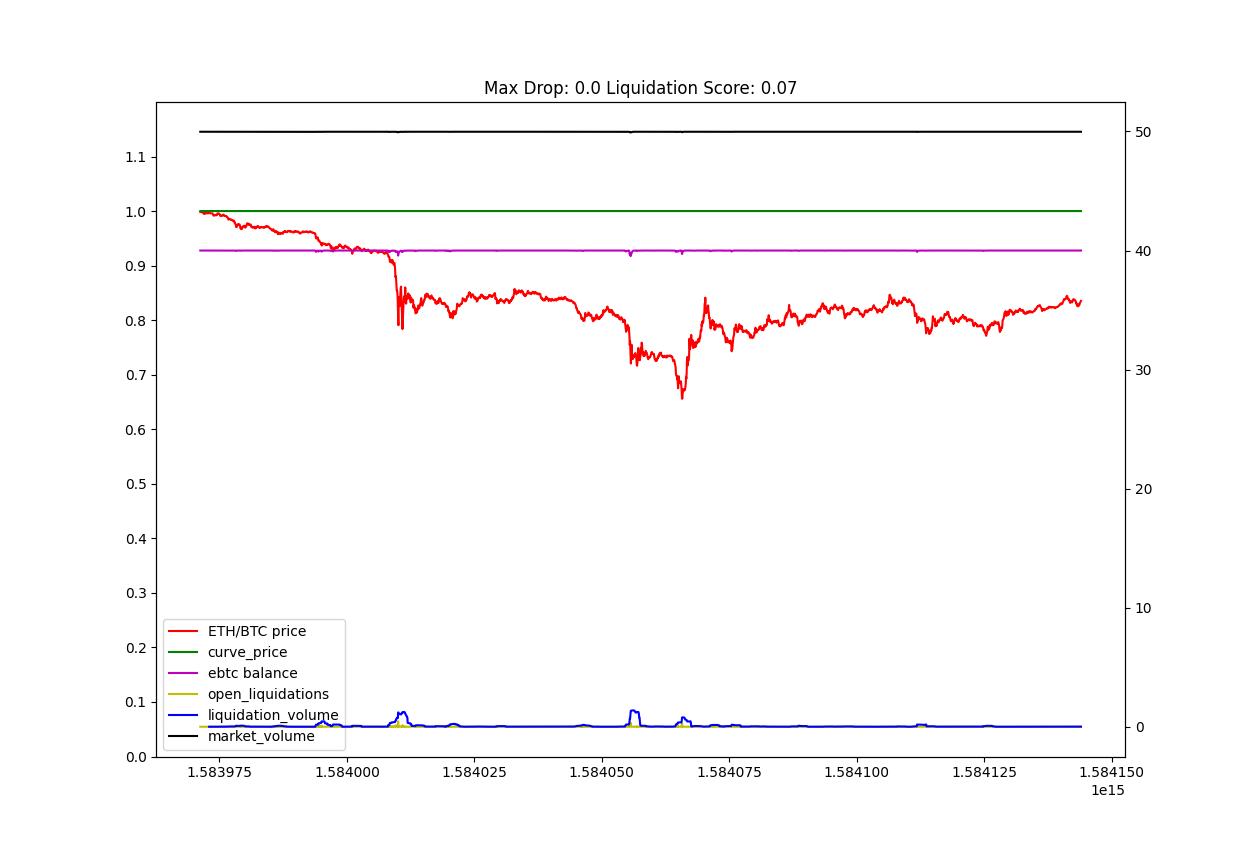 Max Drop: 0.0 Liquidation Score: 0.07
1.1
1.0
0.9
0.8
0.7
0.6
0.5
0.4
0.3
0.2
0.1
0.0
50
40
30
20
10
0
ETH/BTC price
curve_price
ebtc balance
open_liquidations
liquidation_volume
market_volume
1.583975 1.584000 1.584025 1.584050 1.584075 1.584100 1.584125 1.584150
1e15